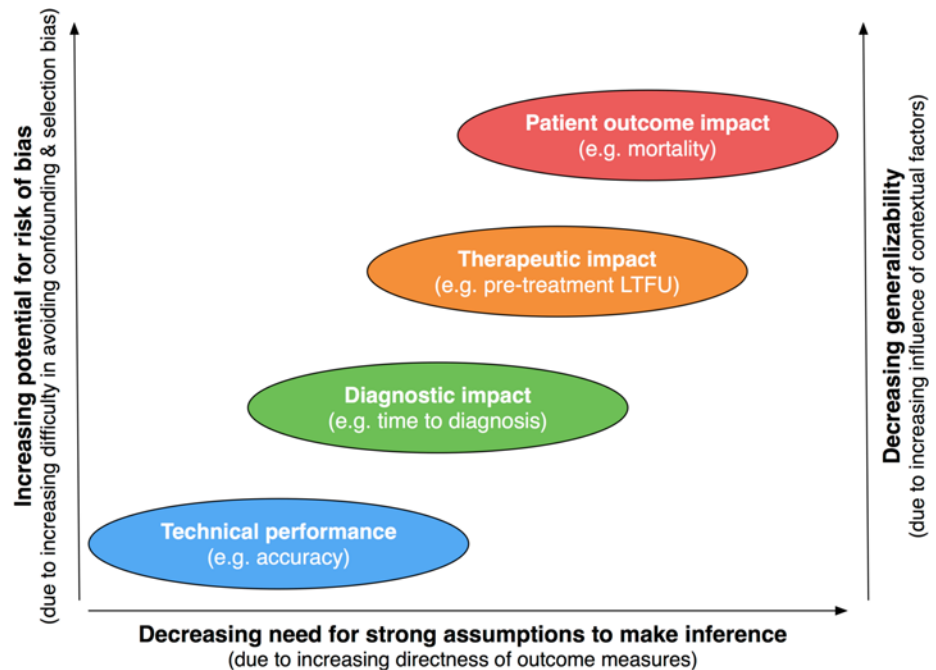 Increasing potential for risk of bias
(due to increasing difficulty in avoiding confounding & selection bias)
Patient outcome impact
(e.g. mortality)
Therapeutic impact
(e.g. pre-treatment LTFU)
Diagnostic impact
(e.g. time to diagnosis)
Technical performance
(e.g. accuracy)
Decreasing generalizability
(due to increasing influence of contextual factors)
Decreasing need for strong assumptions to make inference
(due to increasing directness of outcome measures)